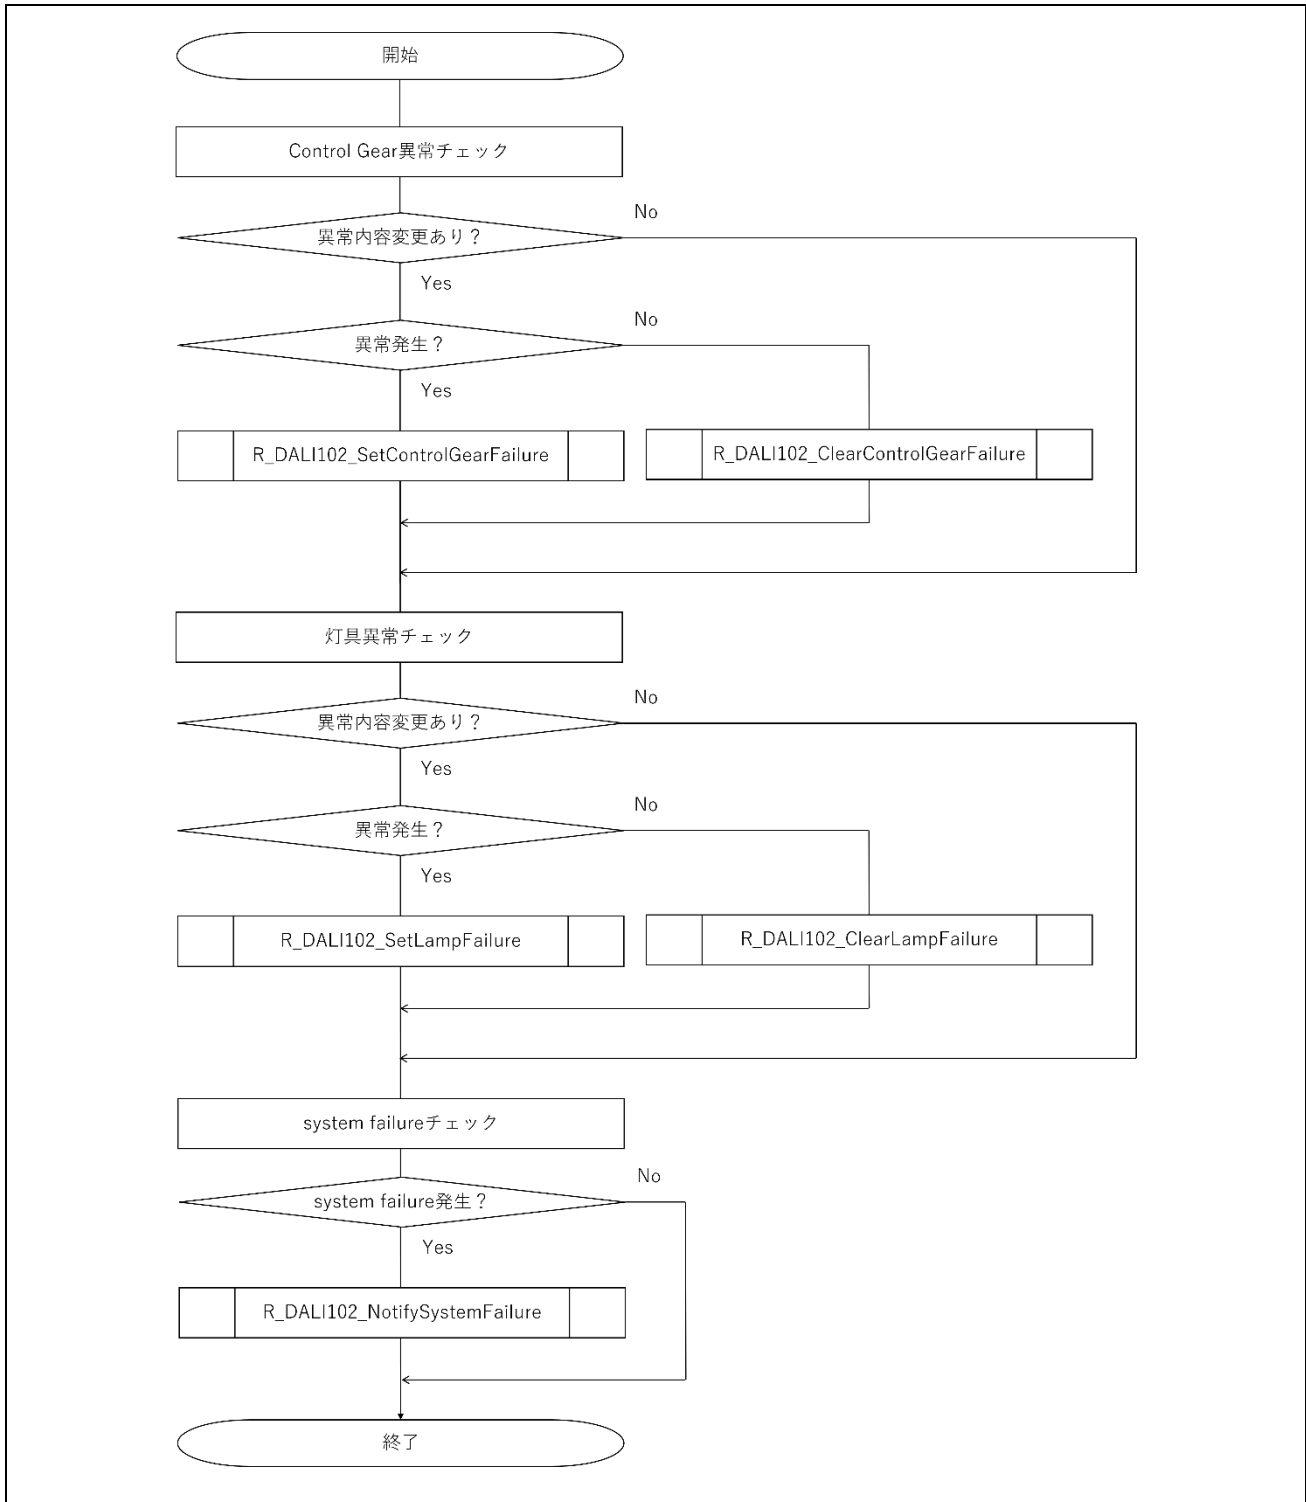 開始
Control Gear異常チェック
No
異常内容変更あり？
Yes
No
異常発生？
Yes
R_DALI102_SetControlGearFailure
R_DALI102_ClearControlGearFailure
灯具異常チェック
No
異常内容変更あり？
Yes
No
異常発生？
Yes
R_DALI102_SetLampFailure
R_DALI102_ClearLampFailure
system failureチェック
No
system failure発生？
Yes
R_DALI102_NotifySystemFailure
終了